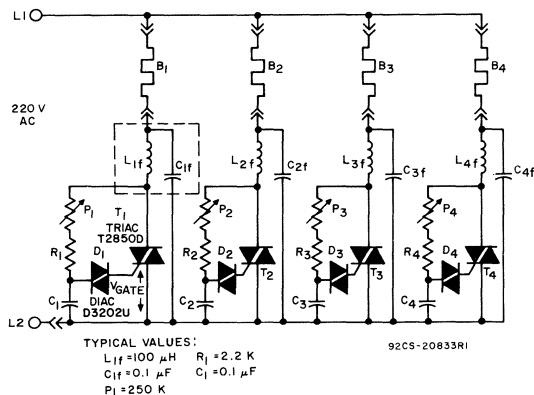 L1
B1 B2 B3 B4
220 V
AC
L1f C1f L2f C2f L3f C3f L4f C4f
P1 T1 P2 P3 P4
TRIAC
T2850D
R1 D1 R2 D2 R3 D3 R4 D4
VGATE T2 T3 T4
C1 DIAC C2 C3 C4
D3202U
L2
TYPICAL VALUES:
L1f =100 μH R1 = 2.2 K
C1f =0.1 μF C1 =0.1 μF
P1 = 250 K
92CS-20833R1